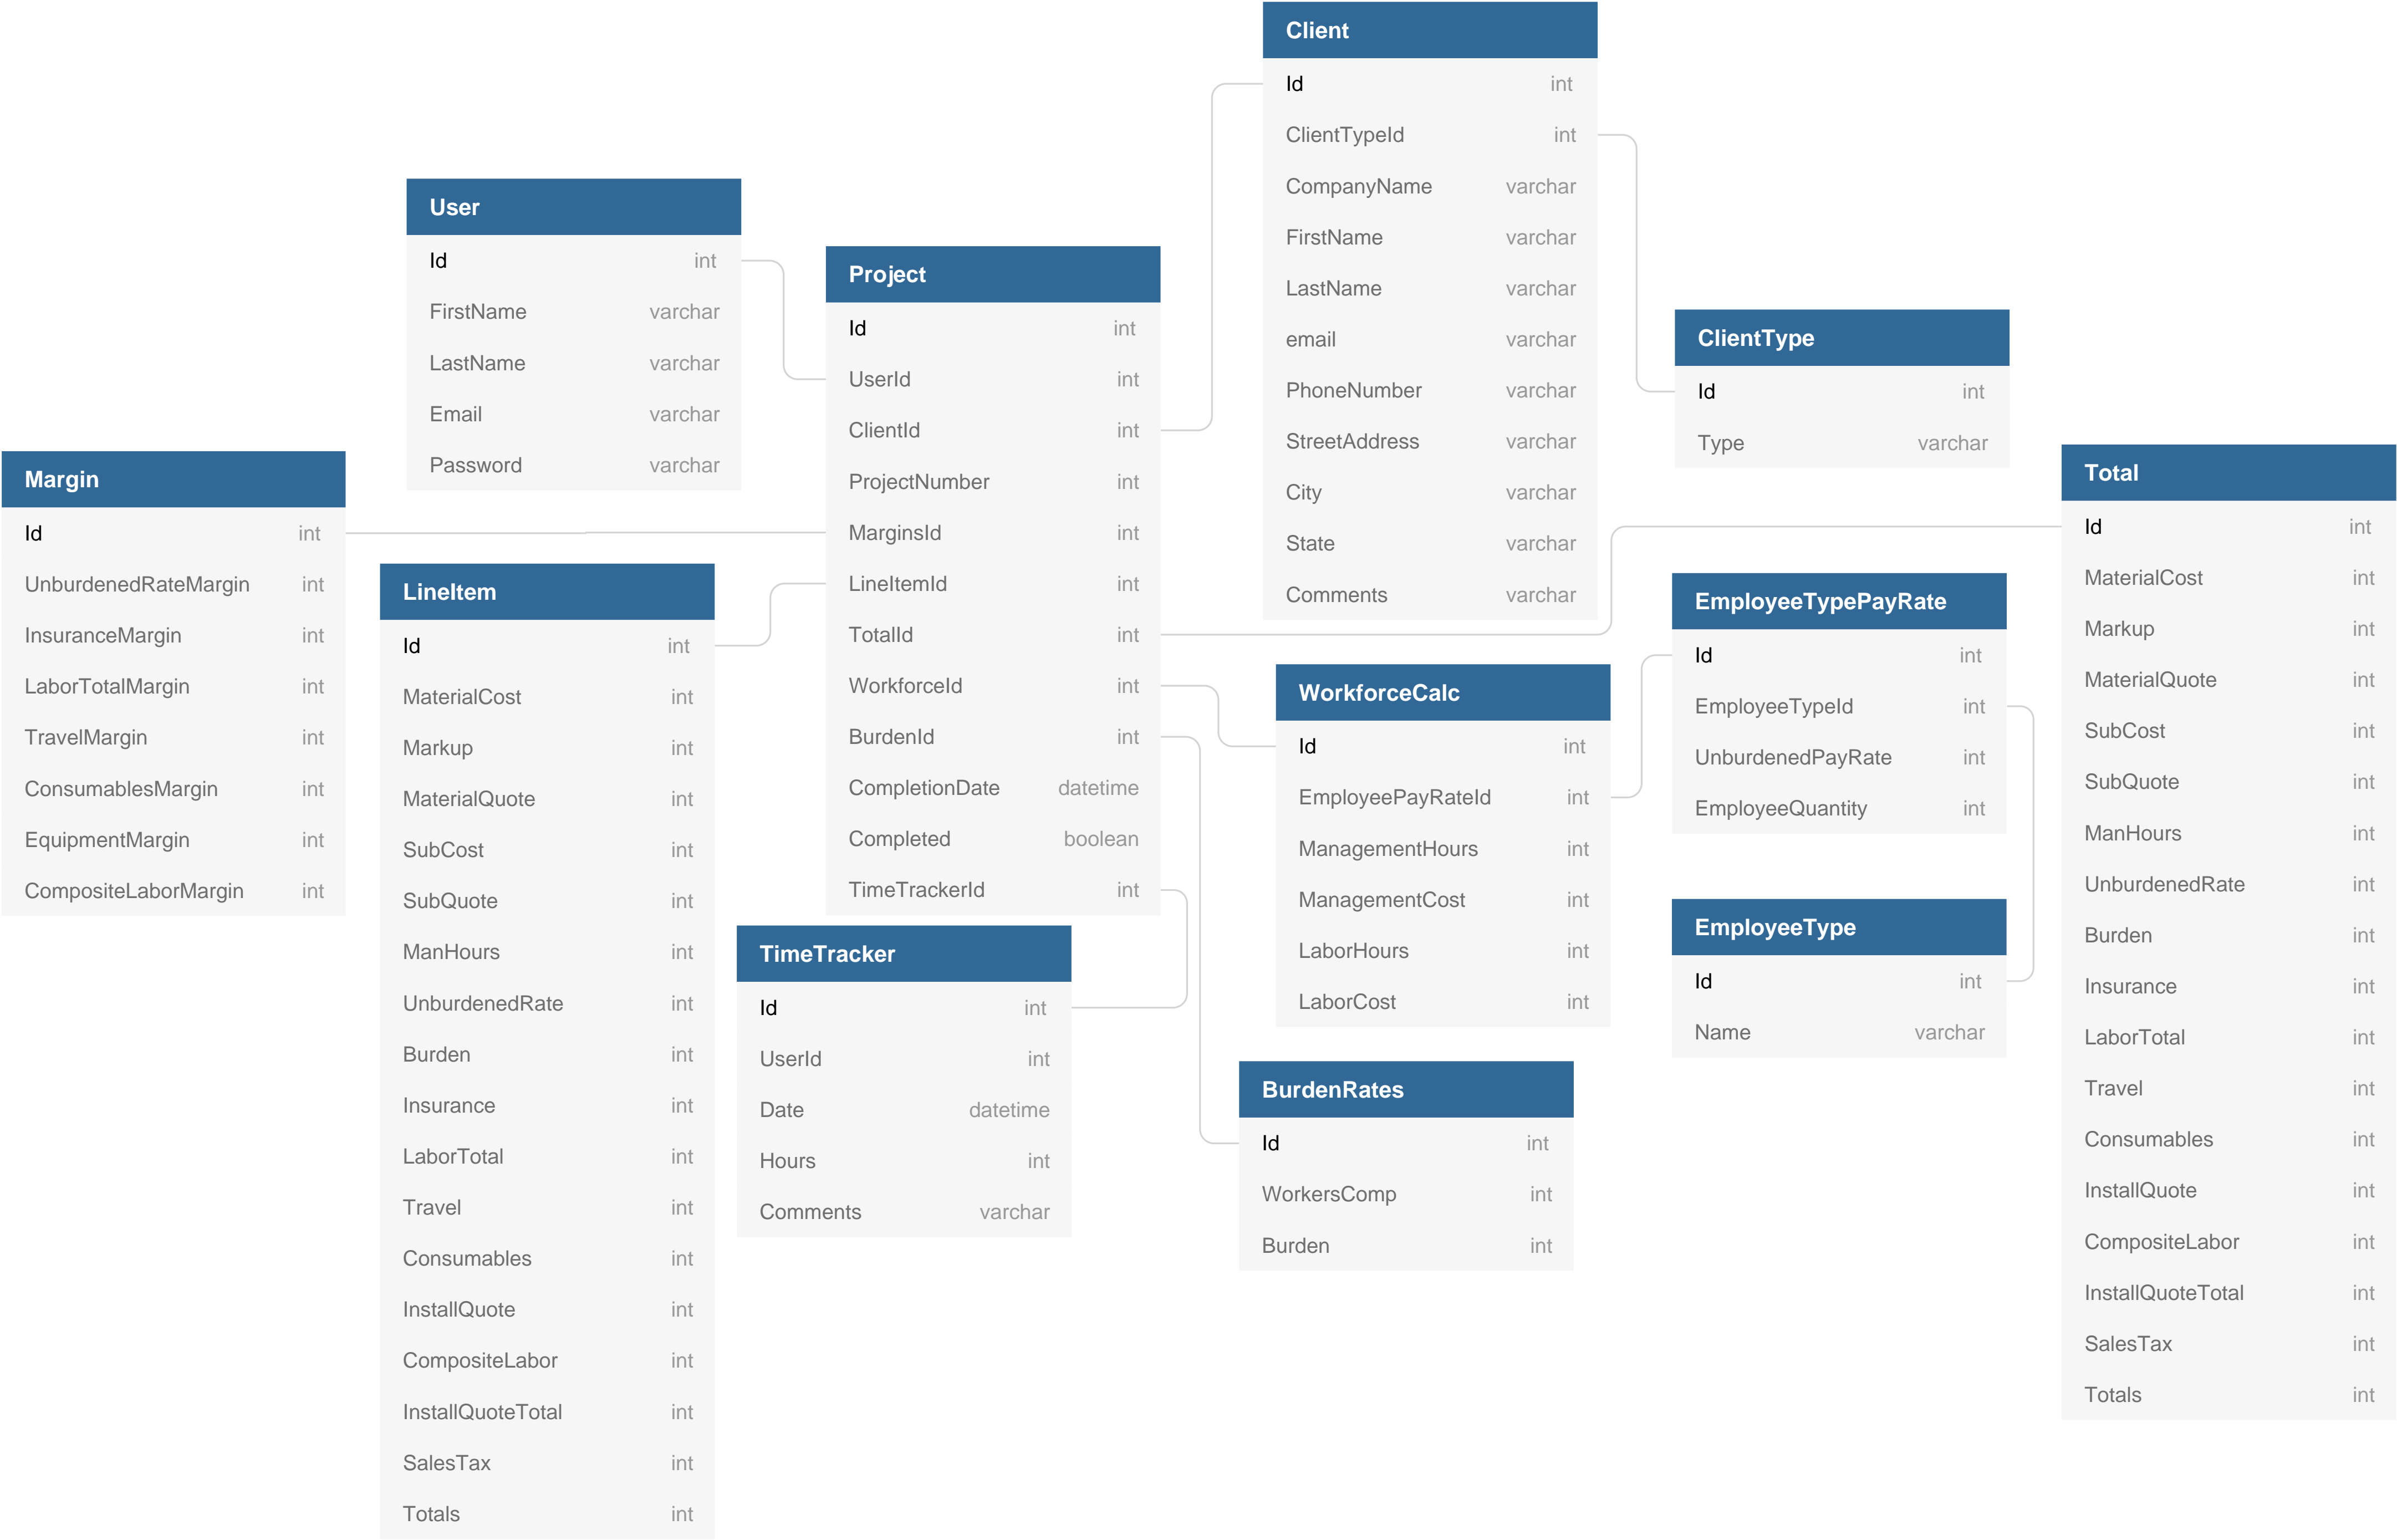 Client
Id int
ClientTypeId int
CompanyName varchar
FirstName varchar
LastName varchar
email varchar
PhoneNumber varchar
StreetAddress varchar
City varchar
State varchar
Comments varchar
User
Id int
FirstName varchar
LastName varchar
Email varchar
Password varchar
Project
Id int
UserId int
ClientId int
ProjectNumber int
MarginsId int
LineItemId int
TotalId int
WorkforceId int
BurdenId int
CompletionDate datetime
Completed boolean
TimeTrackerId int
ClientType
Id int
Type varchar
Margin
Id int
UnburdenedRateMargin int
InsuranceMargin int
LaborTotalMargin int
TravelMargin int
ConsumablesMargin int
EquipmentMargin int
CompositeLaborMargin int
LineItem
Id int
MaterialCost int
Markup int
MaterialQuote int
SubCost int
SubQuote int
ManHours int
UnburdenedRate int
Burden int
Insurance int
LaborTotal int
Travel int
Consumables int
InstallQuote int
CompositeLabor int
InstallQuoteTotal int
SalesTax int
Totals int
TimeTracker
Id int
UserId int
Date datetime
Hours int
Comments varchar
WorkforceCalc
Id int
EmployeePayRateId int
ManagementHours int
ManagementCost int
LaborHours int
LaborCost int
BurdenRates
Id int
WorkersComp int
Burden int
EmployeeTypePayRate
Id int
EmployeeTypeId int
UnburdenedPayRate int
EmployeeQuantity int
EmployeeType
Id int
Name varchar
Total
Id int
MaterialCost int
Markup int
MaterialQuote int
SubCost int
SubQuote int
ManHours int
UnburdenedRate int
Burden int
Insurance int
LaborTotal int
Travel int
Consumables int
InstallQuote int
CompositeLabor int
InstallQuoteTotal int
SalesTax int
Totals int